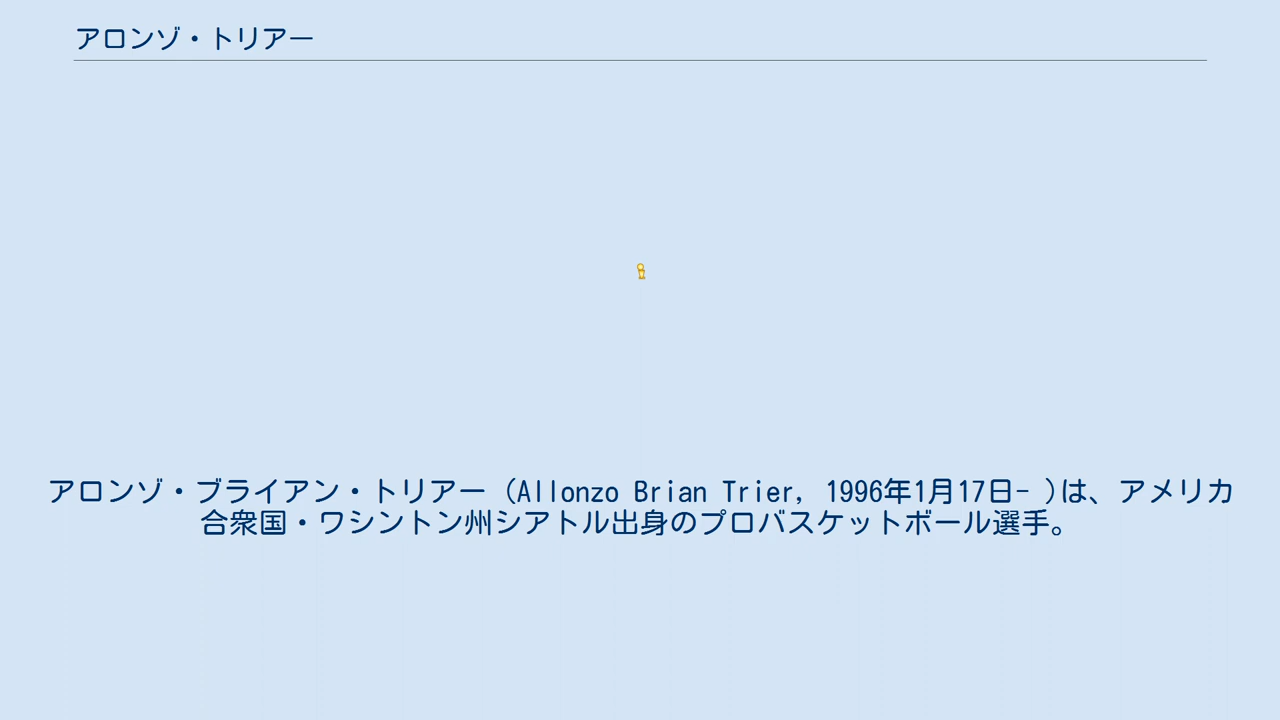 アロンゾ・トリアー
アロンゾ・ブライアン・トリアー (Allonzo Brian Trier, 1996年1月17日- )は、アメリカ
合衆国・ワシントン州シアトル出身のプロバスケットボール選手。